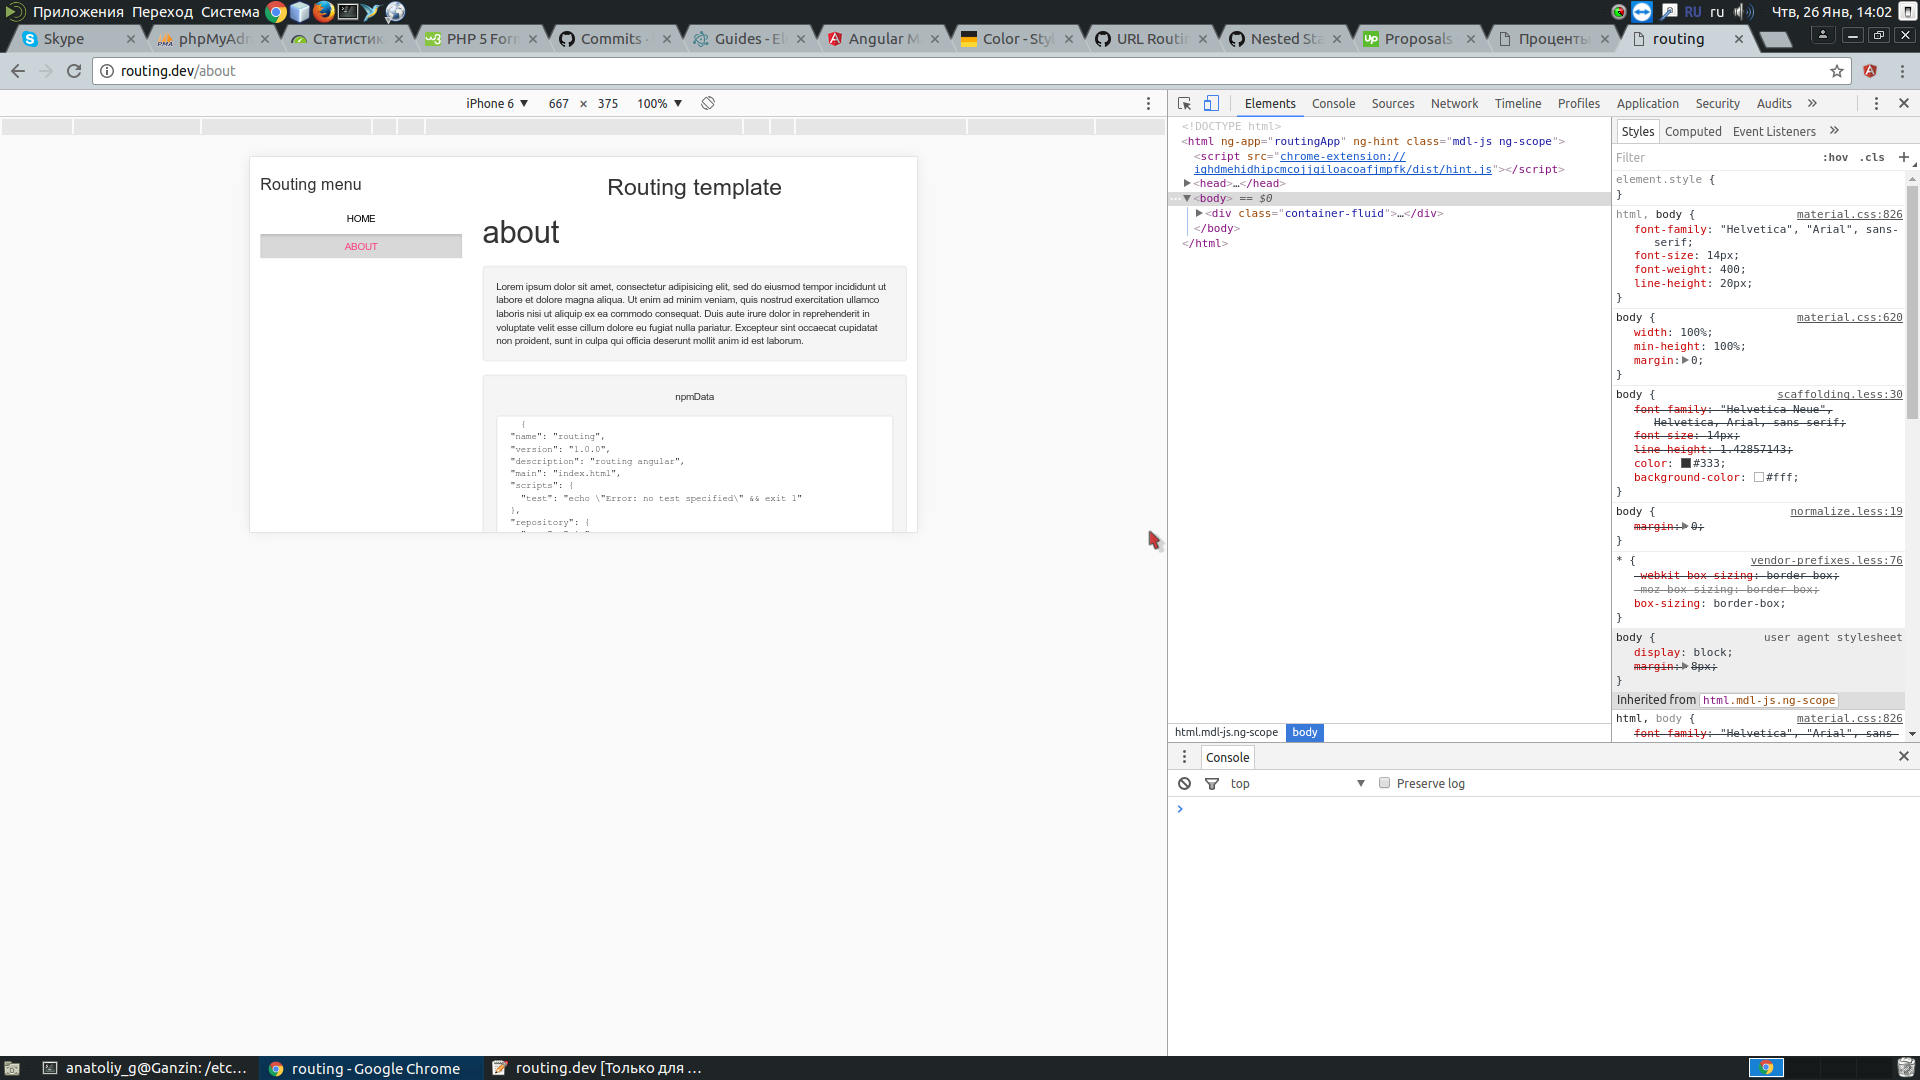 Приложения Переход Система RU ru Чтв, 26 Янв, 14:02
Skype phpMyAdr Статистик PHP 5 Forr Commits - Guides - El Angular M Color - Styl URL Routin Nested Sta Proposals Проценты routing
routing.dev/about
iPhone 6 ▼ 667 × 375 100% ▼
Routing menu
HOME
ABOUT
Routing template
about
Lorem ipsum dolor sit amet, consectetur adipisicing elit, sed do eiusmod tempor incididunt ut
labore et dolore magna aliqua. Ut enim ad minim veniam, quis nostrud exercitation ullamco
laboris nisi ut aliquip ex ea commodo consequat. Duis aute irure dolor in reprehenderit in
voluptate velit esse cillum dolore eu fugiat nulla pariatur. Excepteur sint occaecat cupidatat
non proident, sunt in culpa qui officia deserunt mollit anim id est laborum.
npmData
{
"name": "routing",
"version": "1.0.0",
"description": "routing angular",
"main": "index.html",
"scripts": {
"test": "echo \"Error: no test specified\" && exit 1"
},
"repository": {
Elements Console Sources Network Timeline Profiles Application Security Audits »
<!DOCTYPE html>
<html ng-app="routingApp" ng-hint class="mdl-js ng-scope">
<script src="chrome-extension://
ighdmehidhipcmcojjgiloacoafjmpfk/dist/hint.js"></script>
▶<head>…</head>
▼<body> == $0
▶<div class="container-fluid">…</div>
</body>
</html>
html.mdl-js.ng-scope body
Styles Computed Event Listeners »
Filter :hov .cls +
element.style {
}
html, body { material.css:826
font-family: "Helvetica", "Arial", sans-
serif;
font-size: 14px;
font-weight: 400;
line-height: 20px;
}
body { material.css:620
width: 100%;
min-height: 100%;
margin:▶0;
}
body { scaffolding.less:30
font-family: "Helvetica Neue",
Helvetica, Arial, sans-serif;
font-size: 14px;
line-height: 1.42857143;
color: #333;
background-color: #fff;
}
body { normalize.less:19
margin:▶0;
}
* { vendor-prefixes.less:76
-webkit-box-sizing: border-box;
-moz-box-sizing: border-box;
box-sizing: border-box;
}
body { user agent stylesheet
display: block;
margin:▶8px;
}
Inherited from html.mdl-js.ng-scope
html, body { material.css:826
font-family: "Helvetica", "Arial", sans-
Console
top ▼ Preserve log
>
anatoliy_g@Ganzin: /etc... routing - Google Chrome routing.dev [Только для ...